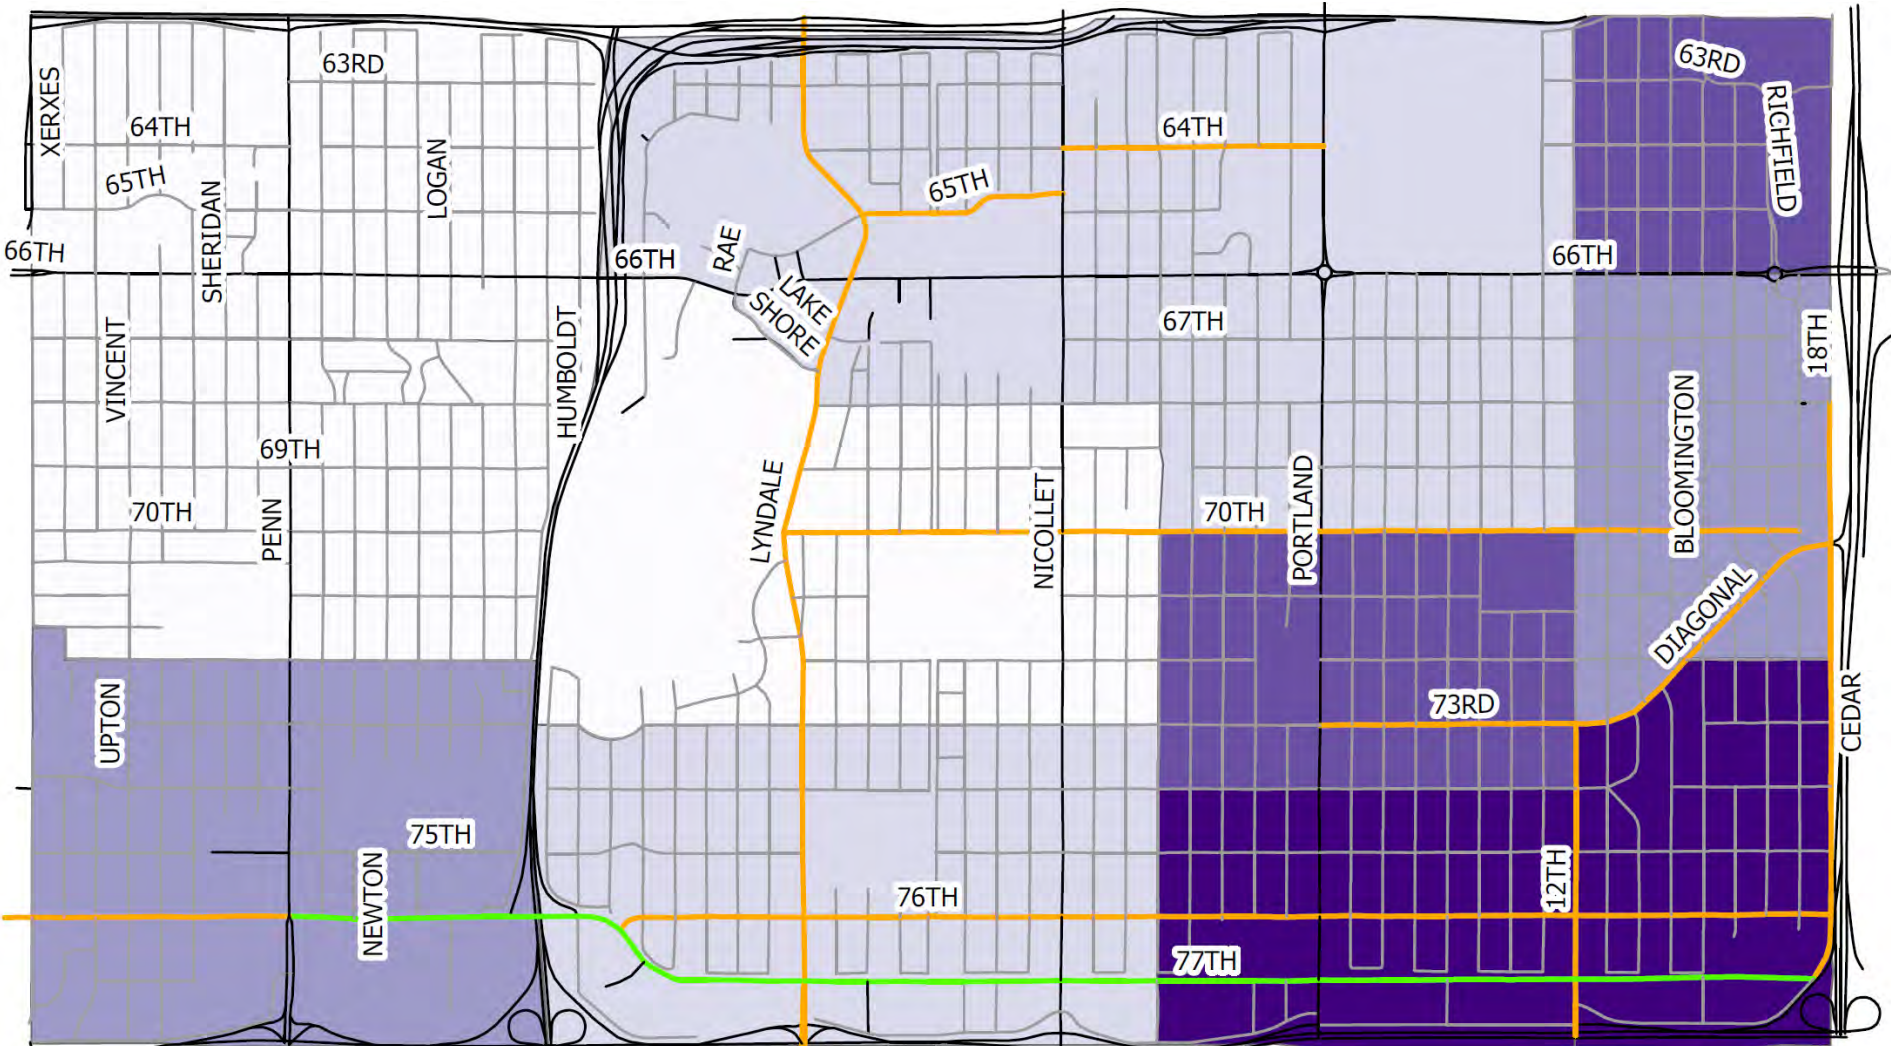 63RD
63RD
XERXES
64TH
64TH
RICHFIELD
LOGAN
65TH
65TH
SHERIDAN
66TH
RAE
66TH
66TH
LAKE
SHORE
67TH
18TH
VINCENT
HUMBOLDT
BLOOMINGTON
69TH
70TH
PENN
LYNDALE
NICOLLET
70TH
PORTLAND
DIAGONAL
UPTON
73RD
CEDAR
75TH
NEWTON
76TH
12TH
77TH